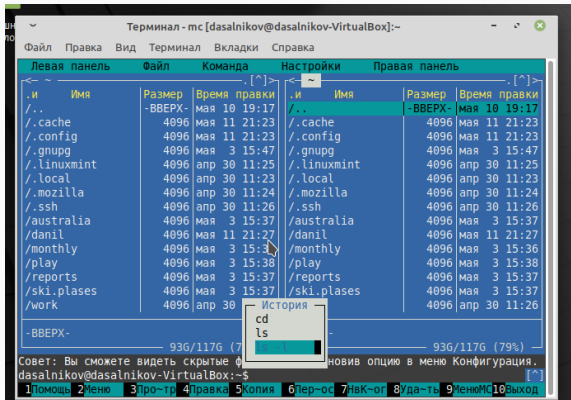 Терминал - mc [dasalnikov@dasalnikov-VirtualBox]:~
Файл Правка Вид Терминал Вкладки Справка
Левая панель Файл Команда Настройки Правая панель
<- ~ .[^]> <- ~ .[^]>
.и Имя Размер Время правки .и Имя Размер Время правки
/.. -ВВЕРХ- мая 10 19:17 /.. -ВВЕРХ- мая 10 19:17
/.cache 4096 мая 11 21:23 /.cache 4096 мая 11 21:23
/.config 4096 мая 11 21:23 /.config 4096 мая 11 21:23
/.gnupg 4096 мая 3 15:47 /.gnupg 4096 мая 3 15:47
/.linuxmint 4096 апр 30 11:25 /.linuxmint 4096 апр 30 11:25
/.local 4096 апр 30 11:23 /.local 4096 апр 30 11:23
/.mozilla 4096 апр 30 11:24 /.mozilla 4096 апр 30 11:24
/.ssh 4096 апр 30 11:26 /.ssh 4096 апр 30 11:26
/australia 4096 мая 3 15:37 /australia 4096 мая 3 15:37
/danil 4096 мая 11 21:27 /danil 4096 мая 11 21:27
/monthly 4096 мая 3 15:3 /monthly 4096 мая 3 15:36
/play 4096 мая 3 15:38 /play 4096 мая 3 15:38
/reports 4096 мая 3 15:37 /reports 4096 мая 3 15:37
/ski.plases 4096 мая 3 15:37 /ski.plases 4096 мая 3 15:37
/work 4096 апр 30 4096 апр 30 11:26
История
cd
-ВВЕРХ- ls -
93G/117G (7 ls -l 93G/117G (79%)
Совет: Вы сможете видеть скрытые ф новив опцию в меню Конфигурация.
dasalnikov@dasalnikov-VirtualBox:~$ [^]
1Помощь 2Меню 3Про~тр 4Правка 5Копия 6Пер~ос 7НвК~ог 8Уда~ть 9МенюMC 10Выход